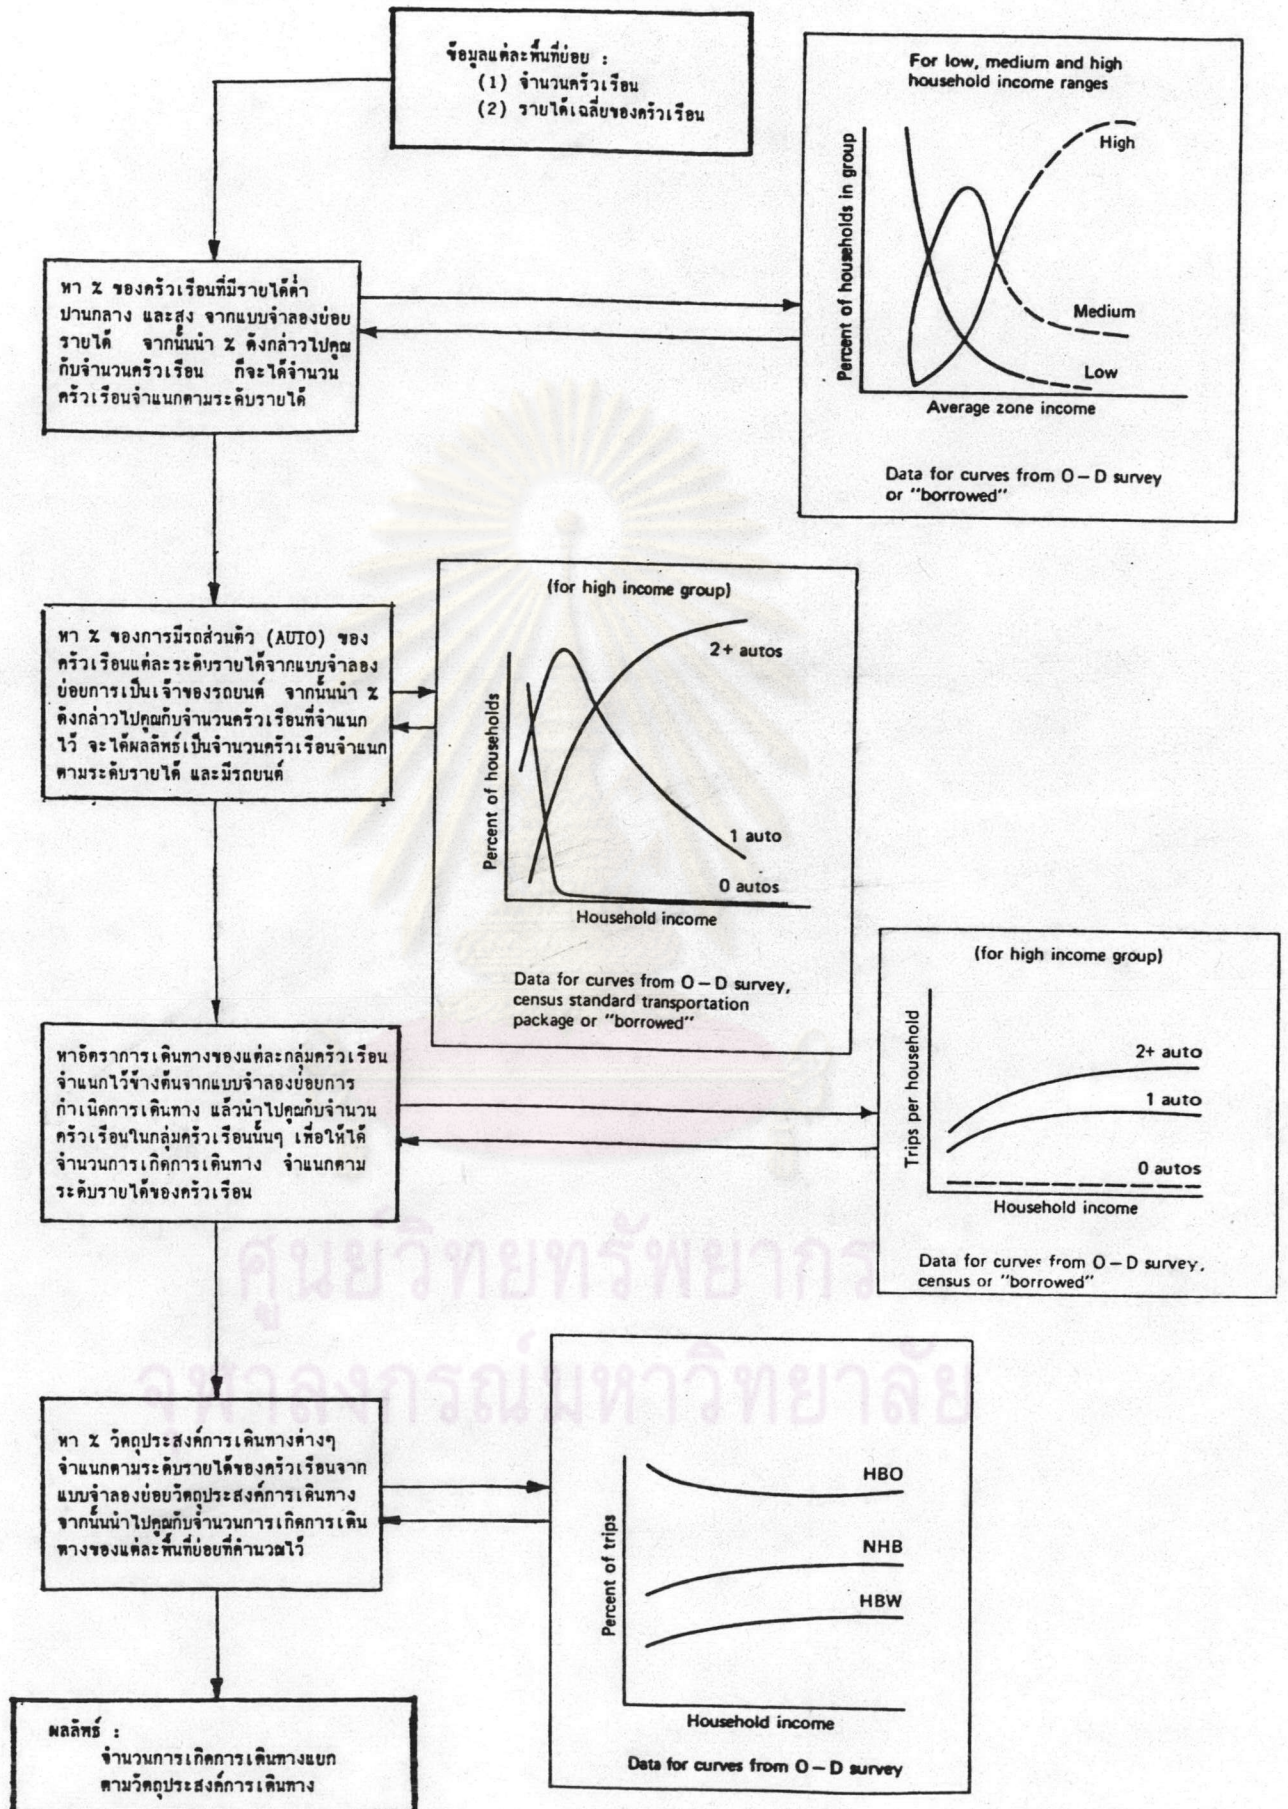 ข้อมูลแต่ละพื้นที่ย่อย :
(1) จำนวนครัวเรือน
(2) รายได้เฉลี่ยของครัวเรือน
For low, medium and high
household income ranges
Percent of households in group
High
Medium
Low
Average zone income
Data for curves from O – D survey
or "borrowed"
หา % ของครัวเรือนที่มีรายได้ต่ำ
ปานกลาง และสูง จากแบบจำลองย่อย
รายได้ จากนั้นนำ % ดังกล่าวไปคูณ
กับจำนวนครัวเรือน ก็จะได้จำนวน
ครัวเรือนจำแนกตามระดับรายได้
(for high income group)
Percent of households
2+ autos
1 auto
0 autos
Household income
Data for curves from O – D survey,
census standard transportation
package or "borrowed"
หา % ของการมีรถส่วนตัว (AUTO) ของ
ครัวเรือนแต่ละระดับรายได้จากแบบจำลอง
ย่อยการเป็นเจ้าของรถยนต์ จากนั้นนำ %
ดังกล่าวไปคูณกับจำนวนครัวเรือนที่จำแนก
ไว้ จะได้ผลลัพธ์เป็นจำนวนครัวเรือนจำแนก
ตามระดับรายได้ และมีรถยนต์
(for high income group)
Trips per household
2+ auto
1 auto
0 autos
Household income
Data for curves from O – D survey,
census or "borrowed"
หาอัตราการเดินทางของแต่ละกลุ่มครัวเรือน
จำแนกไว้ข้างต้นจากแบบจำลองย่อยการ
กำเนิดการเดินทาง แล้วนำไปคูณกับจำนวน
ครัวเรือนในกลุ่มครัวเรือนนั้นๆ เพื่อให้ได้
จำนวนการเกิดการเดินทาง จำแนกตาม
ระดับรายได้ของครัวเรือน
ศูนย์วิทยทรัพยากร
จุฬาลงกรณ์มหาวิทยาลัย
หา % วัตถุประสงค์การเดินทางต่างๆ
จำแนกตามระดับรายได้ของครัวเรือนจาก
แบบจำลองย่อยวัตถุประสงค์การเดินทาง
จากนั้นนำไปคูณกับจำนวนการเกิดการเดิน
ทางของแต่ละพื้นที่ย่อยที่คำนวณไว้
Percent of trips
HBO
NHB
HBW
Household income
Data for curves from O – D survey
ผลลัพธ์ :
จำนวนการเกิดการเดินทางแยก
ตามวัตถุประสงค์การเดินทาง